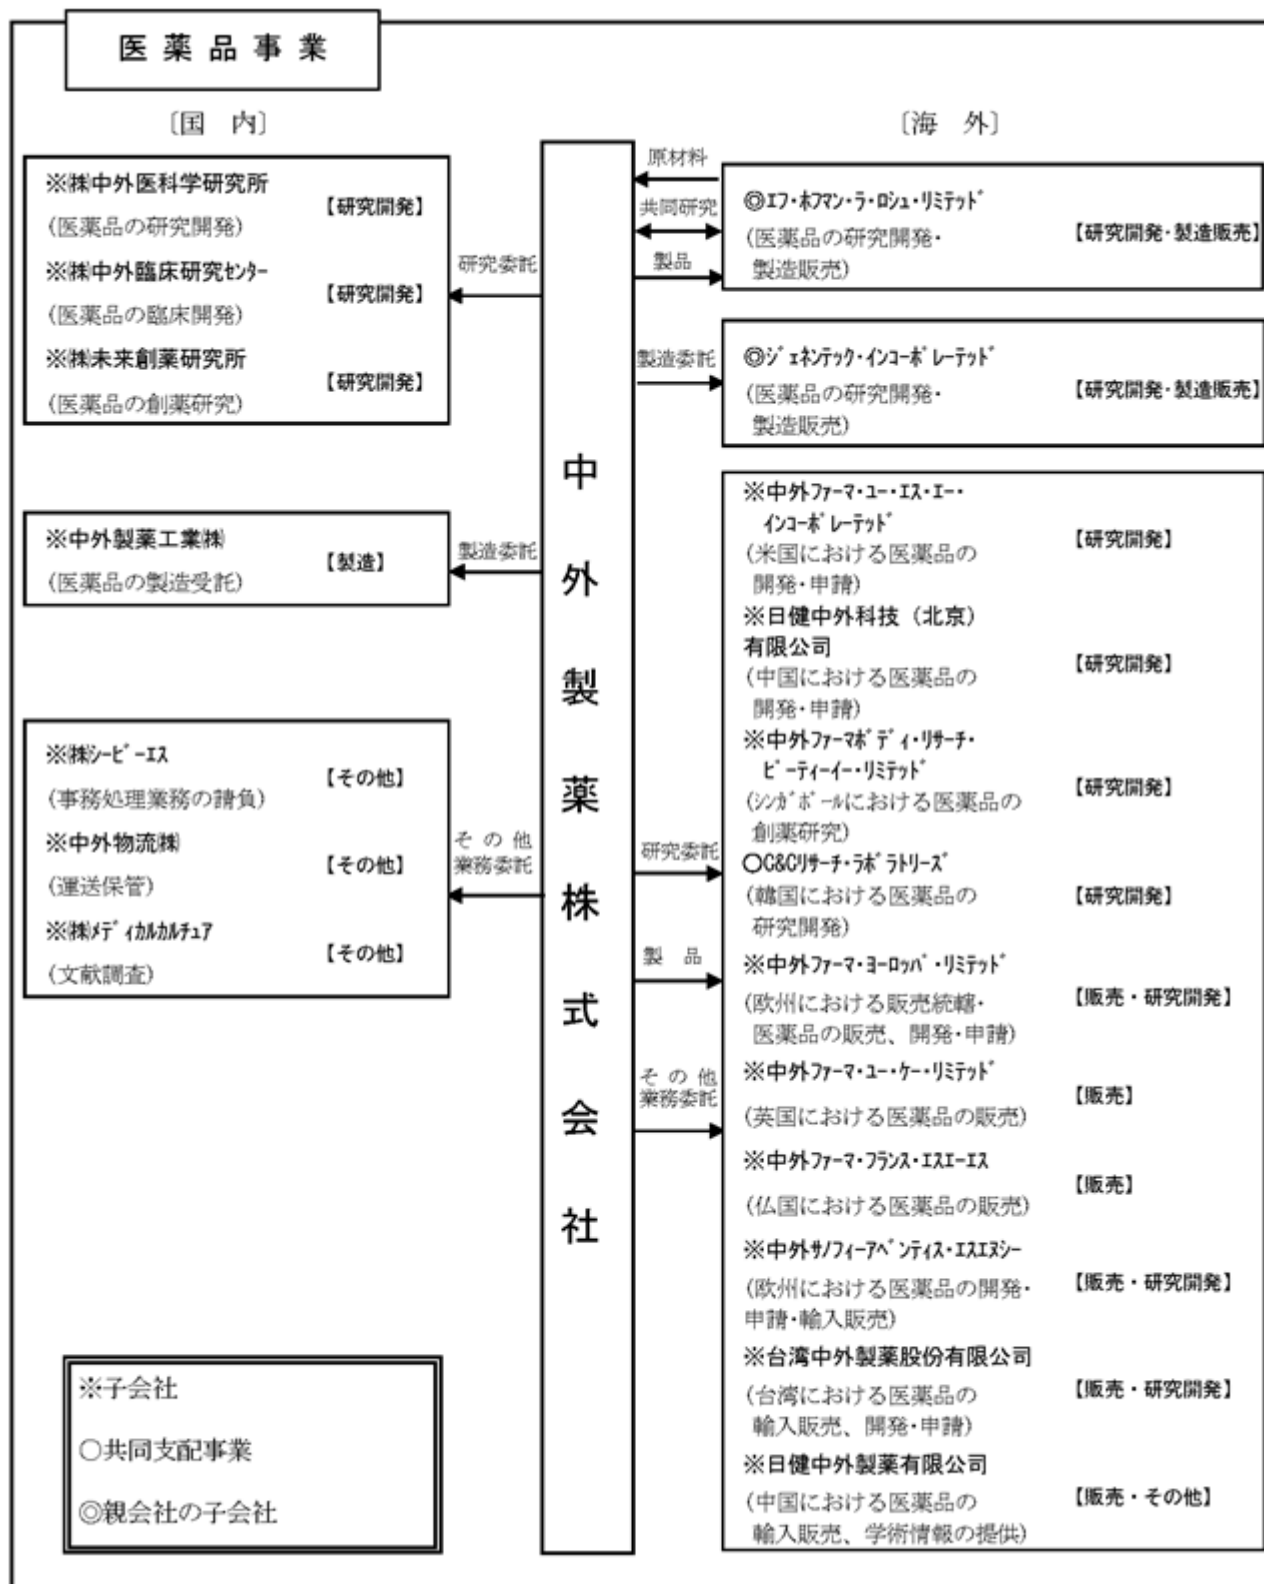 医薬品事業
〔国　内〕
※㈱中外医科学研究所
【研究開発】
(医薬品の研究開発)
※㈱中外臨床研究ｾﾝﾀｰ
【研究開発】
(医薬品の臨床開発)
※㈱未来創薬研究所
【研究開発】
(医薬品の創薬研究)
研究委託
※中外製薬工業㈱
【製造】
(医薬品の製造受託)
製造委託
※㈱ｼｰﾋﾞｰｴｽ
【その他】
(事務処理業務の請負)
※中外物流㈱
【その他】
(運送保管)
※㈱ﾒﾃﾞｨｶﾙｶﾙﾁｭｱ
【その他】
(文献調査)
その他
業務委託
※子会社
○共同支配事業
◎親会社の子会社
中外製薬株式会社
〔海　外〕
原材料
共同研究
製品
◎ｴﾌ･ﾎﾌﾏﾝ･ﾗ･ﾛｼｭ･ﾘﾐﾃｯﾄﾞ
(医薬品の研究開発･
製造販売)
【研究開発･製造販売】
製造委託
◎ｼﾞｪﾈﾝﾃｯｸ･ｲﾝｺｰﾎﾟﾚｰﾃｯﾄﾞ
(医薬品の研究開発･
製造販売)
【研究開発･製造販売】
研究委託
製　品
その他
業務委託
※中外ﾌｧｰﾏ･ﾕｰ･ｴｽ･ｴｰ･
ｲﾝｺｰﾎﾟﾚｰﾃｯﾄﾞ
【研究開発】
(米国における医薬品の
開発･申請)
※日健中外科技（北京）
有限公司
【研究開発】
(中国における医薬品の
開発･申請)
※中外ﾌｧｰﾏﾎﾞﾃﾞｨ･ﾘｻｰﾁ･
ﾋﾟｰﾃｨｰｲｰ･ﾘﾐﾃｯﾄﾞ
【研究開発】
(ｼﾝｶﾞﾎﾟｰﾙにおける医薬品の
創薬研究)
○C&Cﾘｻｰﾁ･ﾗﾎﾞﾗﾄﾘｰｽﾞ
【研究開発】
(韓国における医薬品の
研究開発)
※中外ﾌｧｰﾏ･ﾖｰﾛｯﾊﾟ･ﾘﾐﾃｯﾄﾞ
【販売・研究開発】
(欧州における販売統轄･
医薬品の販売、開発･申請)
※中外ﾌｧｰﾏ･ﾕｰ･ｹｰ･ﾘﾐﾃｯﾄﾞ
【販売】
(英国における医薬品の販売)
※中外ﾌｧｰﾏ･ﾌﾗﾝｽ･ｴｽｴｰｴｽ
【販売】
(仏国における医薬品の販売)
※中外ｻﾉﾌｨｰｱﾍﾞﾝﾃｨｽ･ｴｽｴﾇｼｰ
【販売・研究開発】
(欧州における医薬品の開発･
申請･輸入販売)
※台湾中外製薬股份有限公司
【販売・研究開発】
(台湾における医薬品の
輸入販売、開発･申請)
※日健中外製薬有限公司
【販売・その他】
(中国における医薬品の
輸入販売、学術情報の提供)